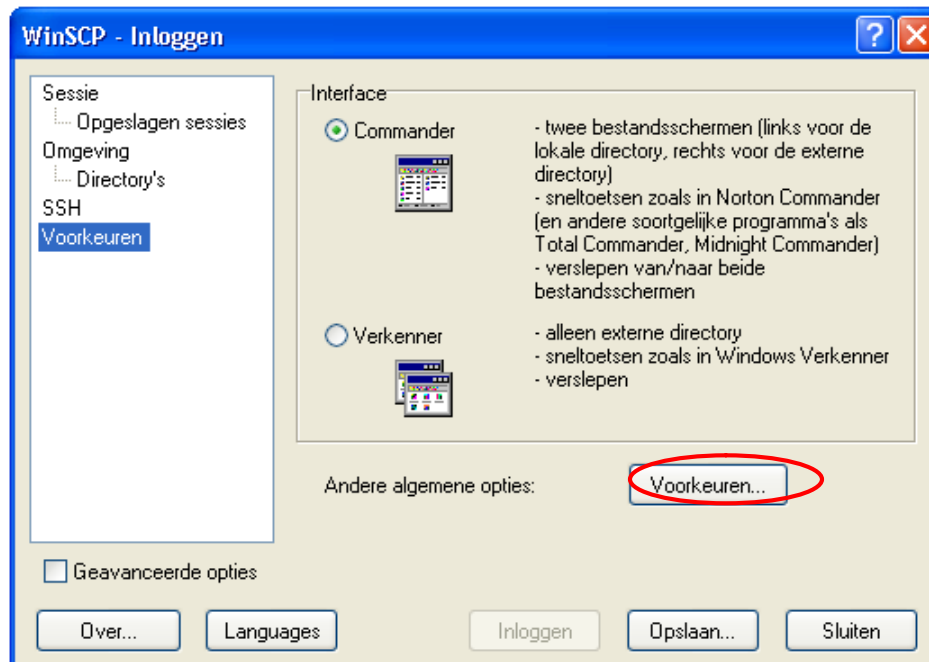 WinSCP - Inloggen
Sessie
Opgeslagen sessies
Omgeving
Directory's
SSH
Voorkeuren
Interface
Commander
- twee bestandsschermen (links voor de
lokale directory, rechts voor de externe
directory)
- sneltoetsen zoals in Norton Commander
(en andere soortgelijke programma's als
Total Commander, Midnight Commander)
- verslepen van/naar beide
bestandsschermen
Verkenner
- alleen externe directory
- sneltoetsen zoals in Windows Verkenner
- verslepen
Andere algemene opties:
Voorkeuren...
Geavanceerde opties
Over...
Languages
Inloggen
Opslaan...
Sluiten